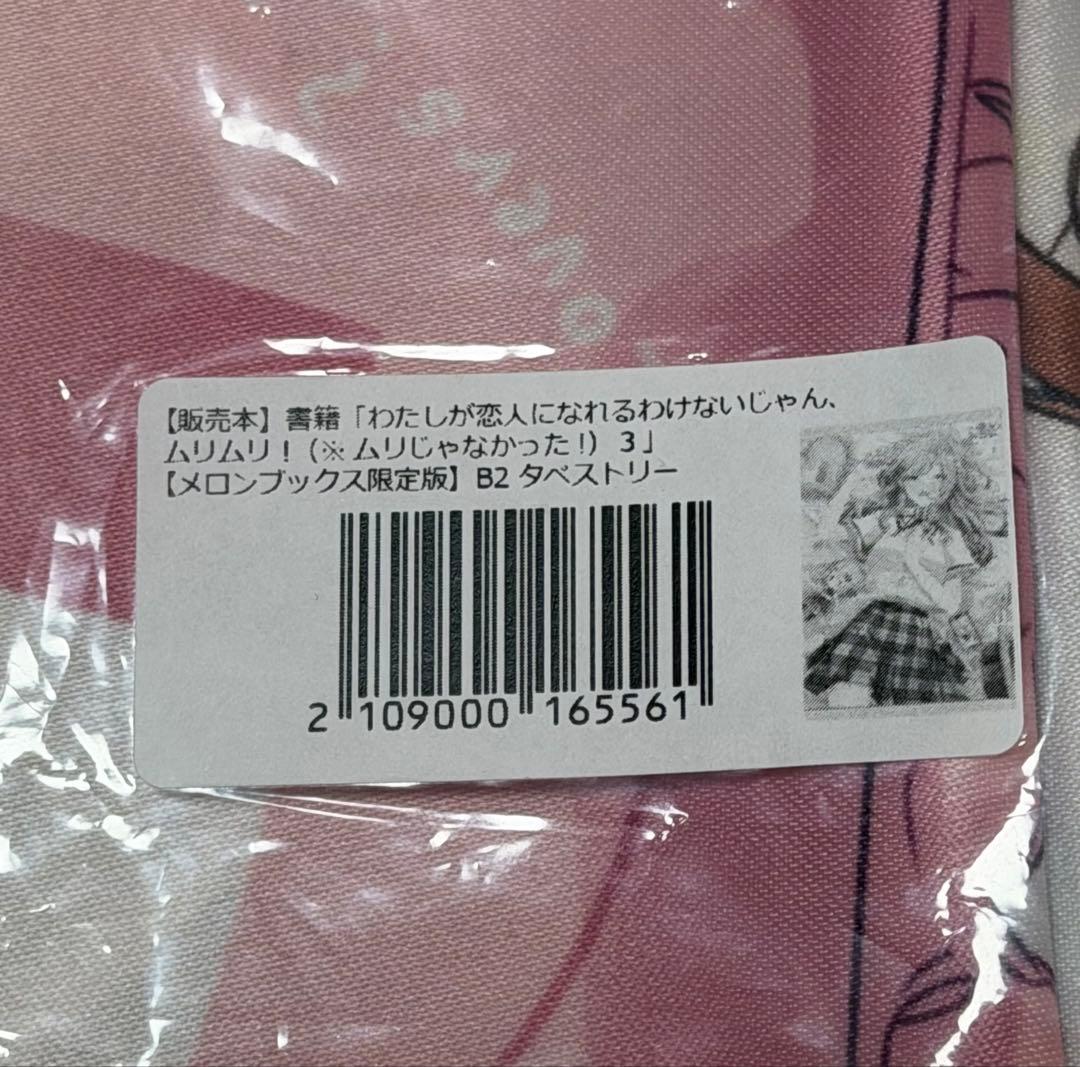 【販売本】書籍「わたしが恋人になれるわけないじゃん、
ムリムリ！(※ムリじゃなかった!) 3」
【メロンブックス限定版】B2 タペストリー
2 109000 165561